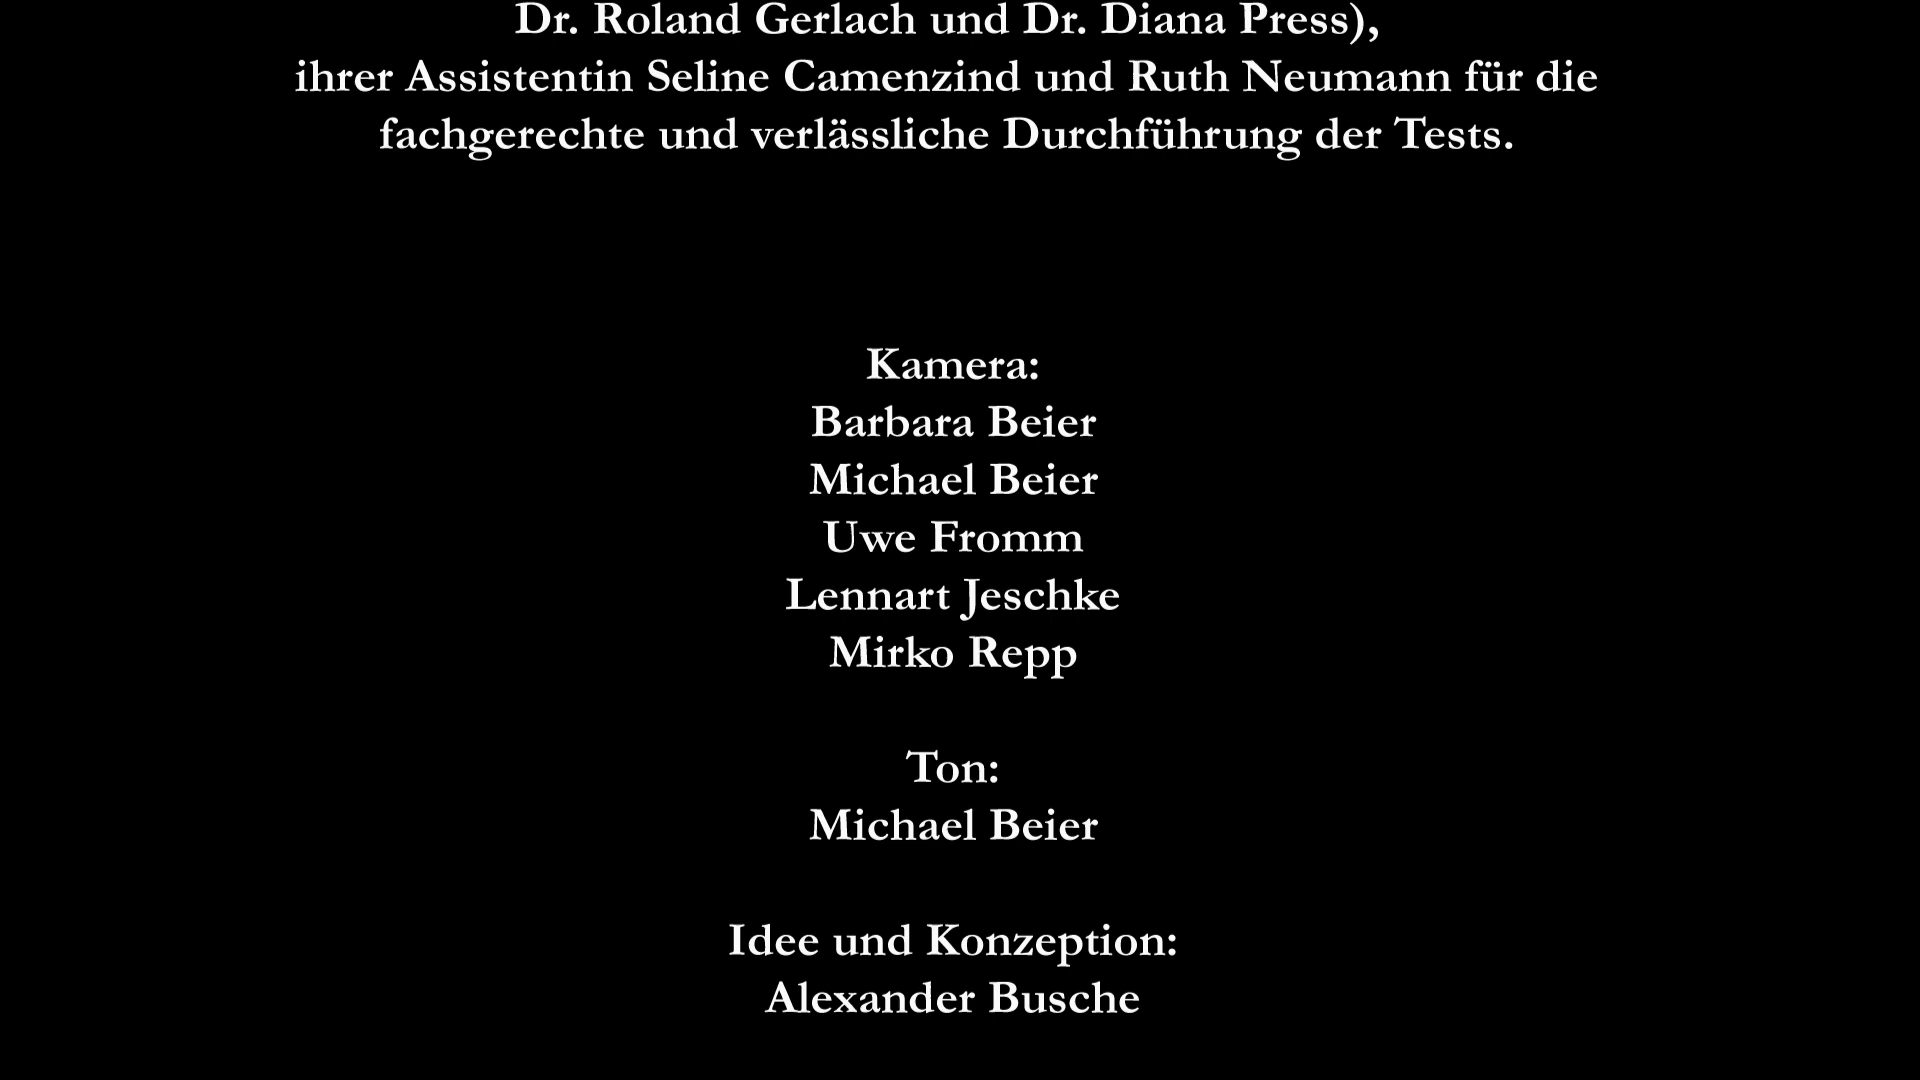 Dr. Roland Gerlach und Dr. Diana Press),
ihrer Assistentin Seline Camenzind und Ruth Neumann für die
fachgerechte und verlässliche Durchführung der Tests.
Kamera:
Barbara Beier
Michael Beier
Uwe Fromm
Lennart Jeschke
Mirko Repp
Ton:
Michael Beier
Idee und Konzeption:
Alexander Busche